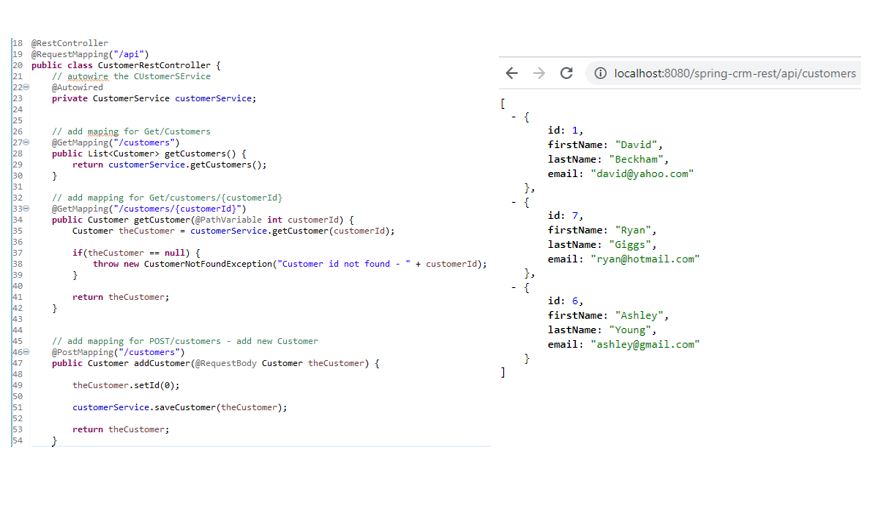 18 @RestController
19 @RequestMapping("/api")
20 public class CustomerRestController {
21 // autowire the CUstomerSErvice
22 @Autowired
23 private CustomerService customerService;
24
25
26 // add maping for Get/Customers
27 @GetMapping("/customers")
28 public List<Customer> getCustomers() {
29 return customerService.getCustomers();
30 }
31
32 // add mapping for Get/customers/{customerId}
33 @GetMapping("/customers/{customerId}")
34 public Customer getCustomer(@PathVariable int customerId) {
35 Customer theCustomer = customerService.getCustomer(customerId);
36
37 if(theCustomer == null) {
38 throw new CustomerNotFoundException("Customer id not found - " + customerId);
39 }
40
41 return theCustomer;
42 }
43
44
45 // add mapping for POST/customers - add new Customer
46 @PostMapping("/customers")
47 public Customer addCustomer(@RequestBody Customer theCustomer) {
48
49 theCustomer.setId(0);
50
51 customerService.saveCustomer(theCustomer);
52
53 return theCustomer;
54 }
localhost:8080/spring-crm-rest/api/customers
[
- {
id: 1,
firstName: "David",
lastName: "Beckham",
email: "david@yahoo.com"
},
- {
id: 7,
firstName: "Ryan",
lastName: "Giggs",
email: "ryan@hotmail.com"
},
- {
id: 6,
firstName: "Ashley",
lastName: "Young",
email: "ashley@gmail.com"
}
]